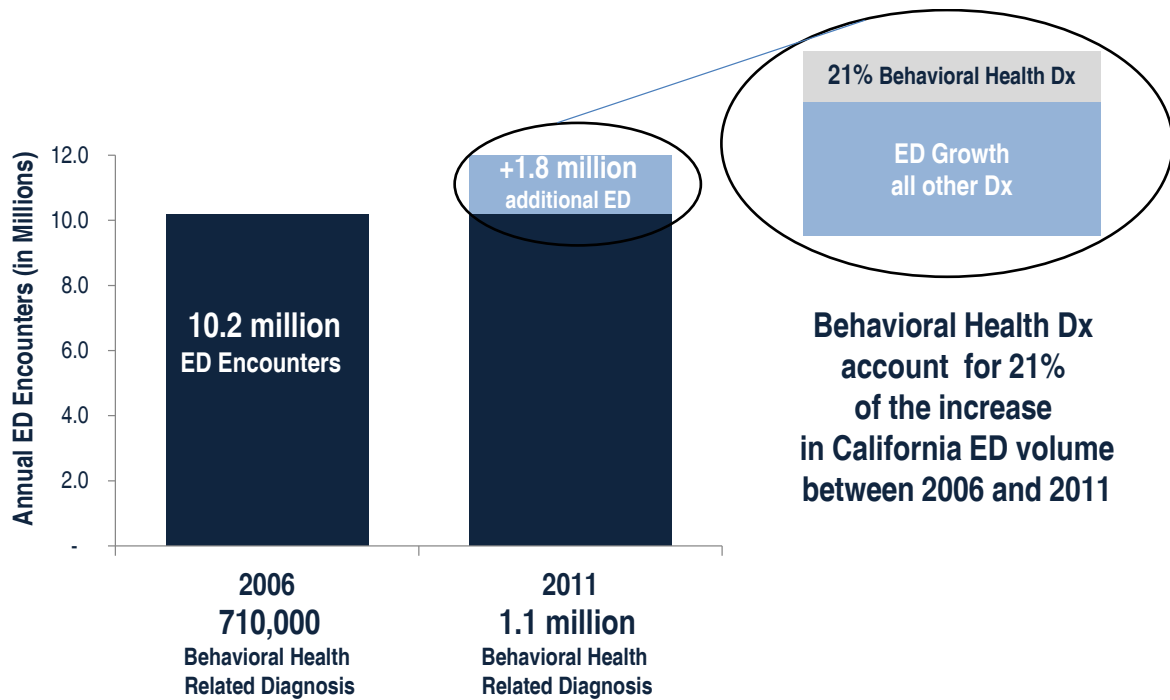 21% Behavioral Health Dx
ED Growth
all other Dx
Annual ED Encounters (in Millions)
12.0
10.0
8.0
6.0
4.0
2.0
-
+1.8 million
additional ED
10.2 million
ED Encounters
Behavioral Health Dx
account for 21%
of the increase
in California ED volume
between 2006 and 2011
2006
710,000
Behavioral Health
Related Diagnosis
2011
1.1 million
Behavioral Health
Related Diagnosis